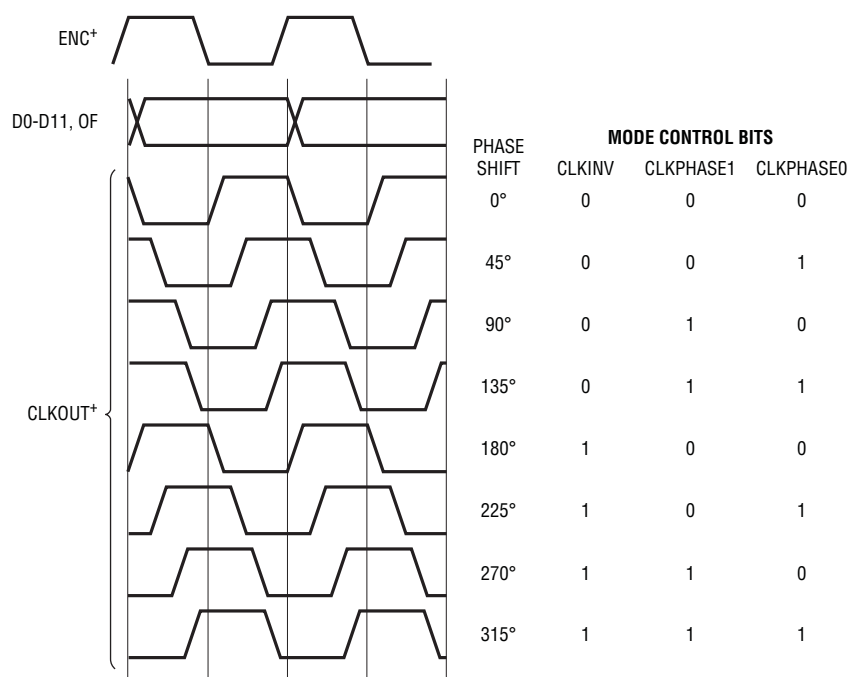 ENC+
D0-D11, OF
CLKOUT+
MODE CONTROL BITS
PHASE SHIFT CLKINV CLKPHASE1 CLKPHASE0
0° 0 0 0
45° 0 0 1
90° 0 1 0
135° 0 1 1
180° 1 0 0
225° 1 0 1
270° 1 1 0
315° 1 1 1